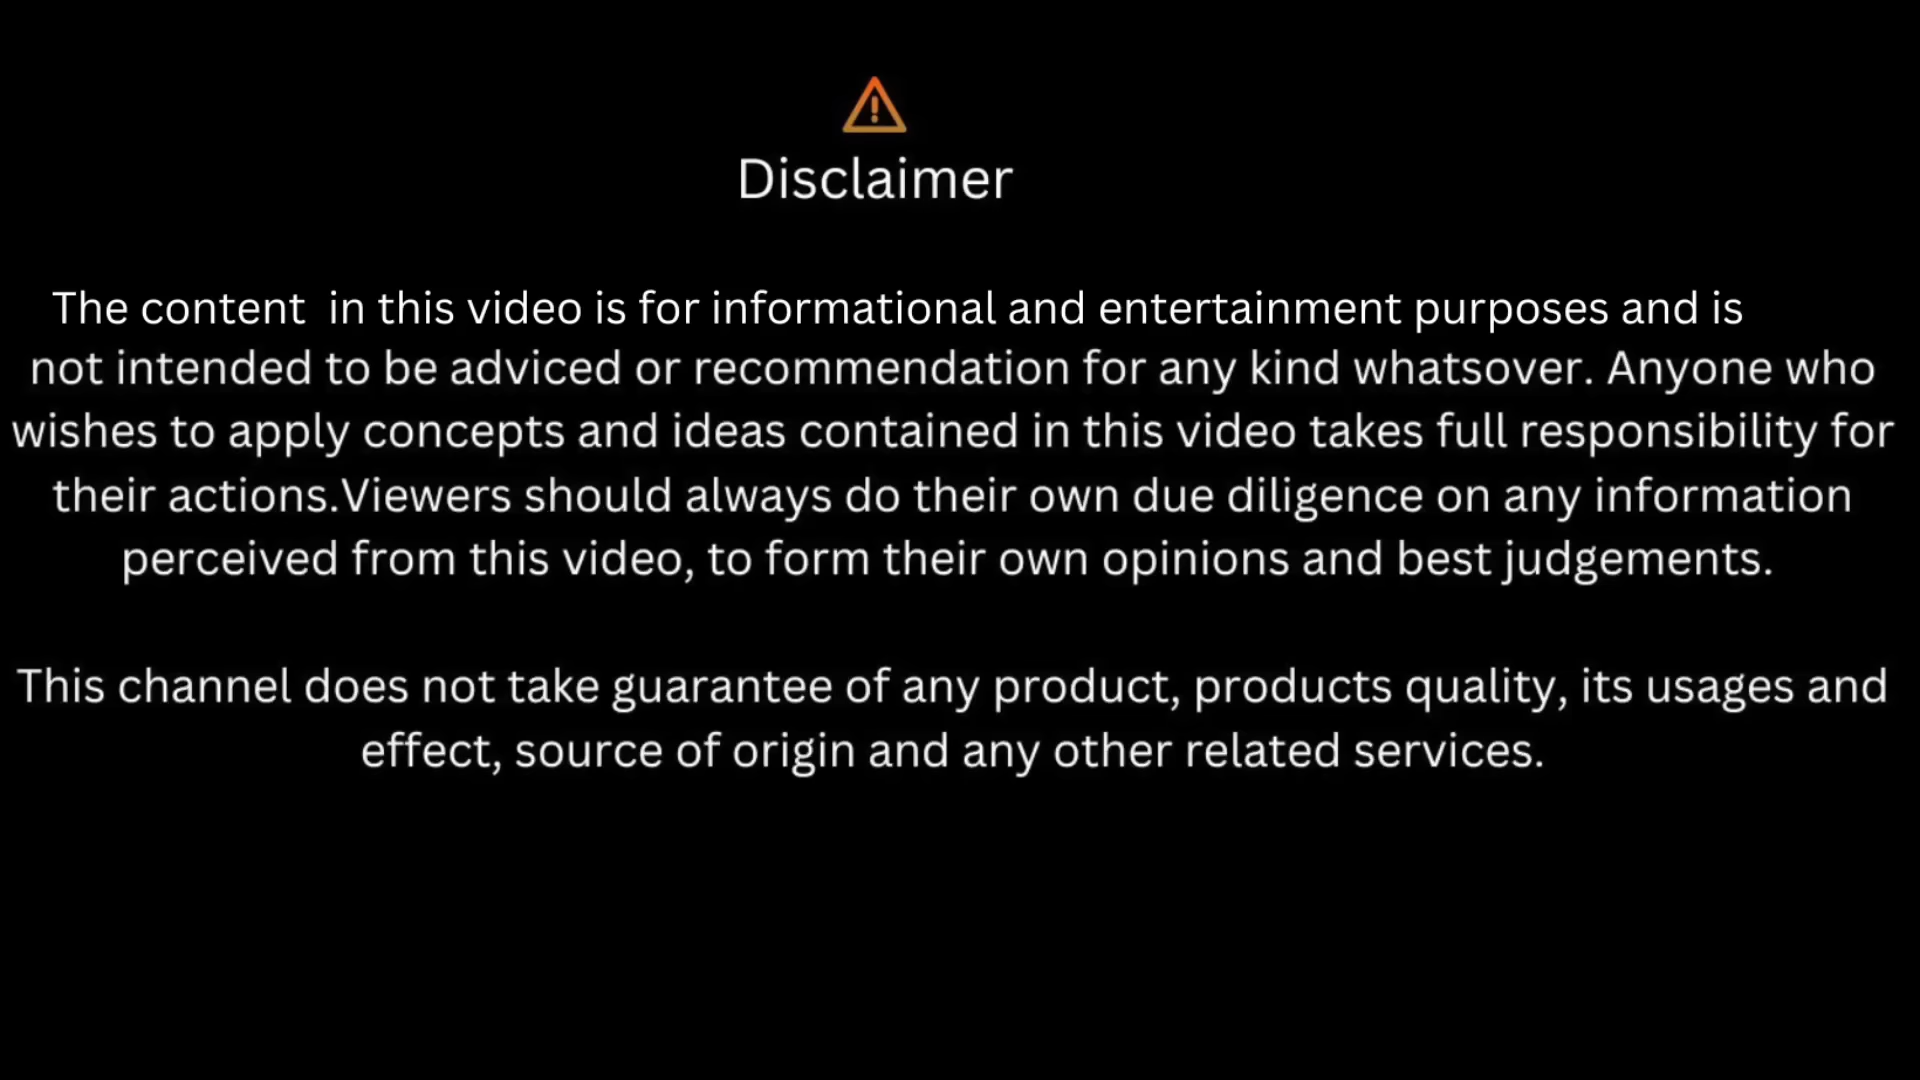 Disclaimer
The content in this video is for informational and entertainment purposes and is
not intended to be adviced or recommendation for any kind whatsover. Anyone who
wishes to apply concepts and ideas contained in this video takes full responsibility for
their actions.Viewers should always do their own due diligence on any information
perceived from this video, to form their own opinions and best judgements.
This channel does not take guarantee of any product, products quality, its usages and
effect, source of origin and any other related services.